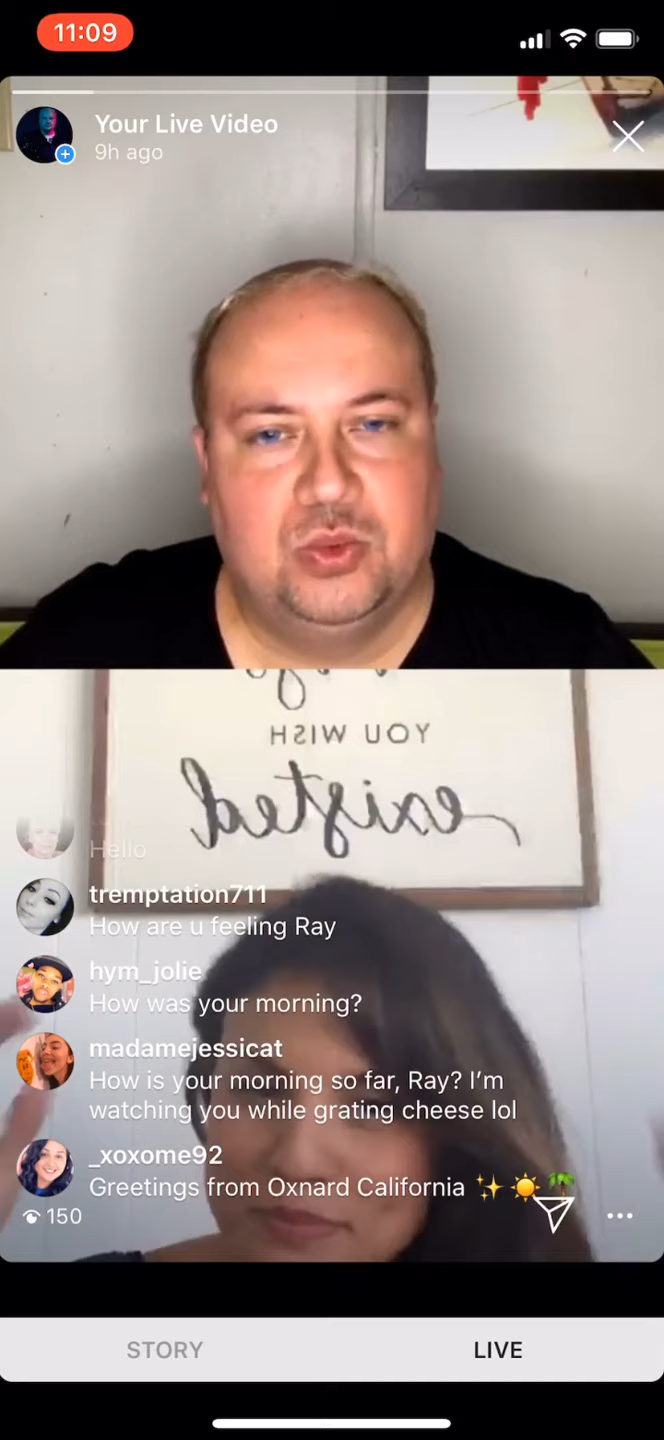 11:09
Your Live Video
9h ago
YOU WISH
existed
Hello
tremptation711
How are u feeling Ray
hym_jolie
How was your morning?
madamejessicat
How is your morning so far, Ray? I’m
watching you while grating cheese lol
_xoxome92
Greetings from Oxnard California ✨☀️🌴
150
STORY
LIVE